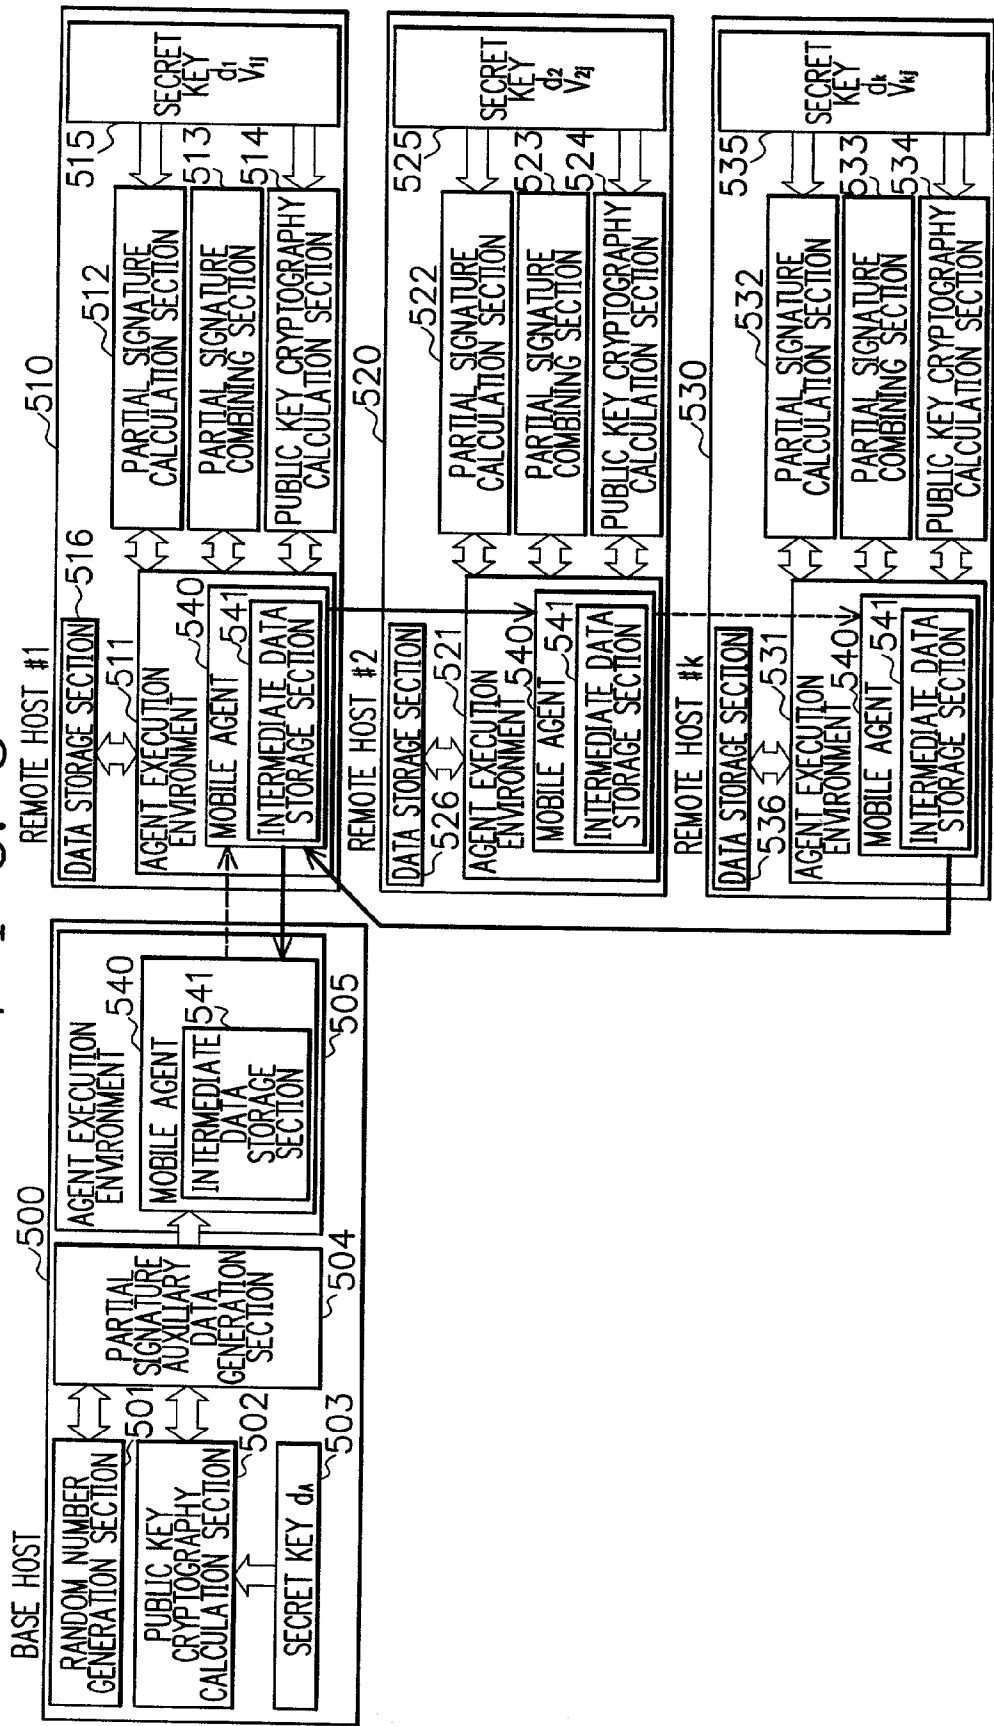 BASE HOST
500
RANDOM NUMBER
GENERATION SECTION
501
PUBLIC KEY
CRYPTOGRAPHY
CALCULATION SECTION
502
SECRET KEY dA
503
PARTIAL
SIGNATURE
AUXILIARY
DATA
GENERATION
SECTION
504
AGENT EXECUTION
ENVIRONMENT
505
MOBILE AGENT
540
INTERMEDIATE
DATA
STORAGE
SECTION
541
REMOTE HOST #1
510
DATA STORAGE SECTION
516
511
AGENT EXECUTION
ENVIRONMENT
540
MOBILE AGENT
541
INTERMEDIATE DATA
STORAGE SECTION
512
PARTIAL SIGNATURE
CALCULATION SECTION
513
PARTIAL SIGNATURE
COMBINING SECTION
514
PUBLIC KEY CRYPTOGRAPHY
CALCULATION SECTION
515
SECRET
KEY
d1
V1j
REMOTE HOST #2
520
DATA STORAGE SECTION
526
521
AGENT EXECUTION
ENVIRONMENT
540
MOBILE AGENT
541
INTERMEDIATE DATA
STORAGE SECTION
522
PARTIAL SIGNATURE
CALCULATION SECTION
523
PARTIAL SIGNATURE
COMBINING SECTION
524
PUBLIC KEY CRYPTOGRAPHY
CALCULATION SECTION
525
SECRET
KEY
d2
V2j
REMOTE HOST #k
530
DATA STORAGE SECTION
536
531
AGENT EXECUTION
ENVIRONMENT
540
MOBILE AGENT
541
INTERMEDIATE DATA
STORAGE SECTION
532
PARTIAL SIGNATURE
CALCULATION SECTION
533
PARTIAL SIGNATURE
COMBINING SECTION
534
PUBLIC KEY CRYPTOGRAPHY
CALCULATION SECTION
535
SECRET
KEY
dk
Vkj